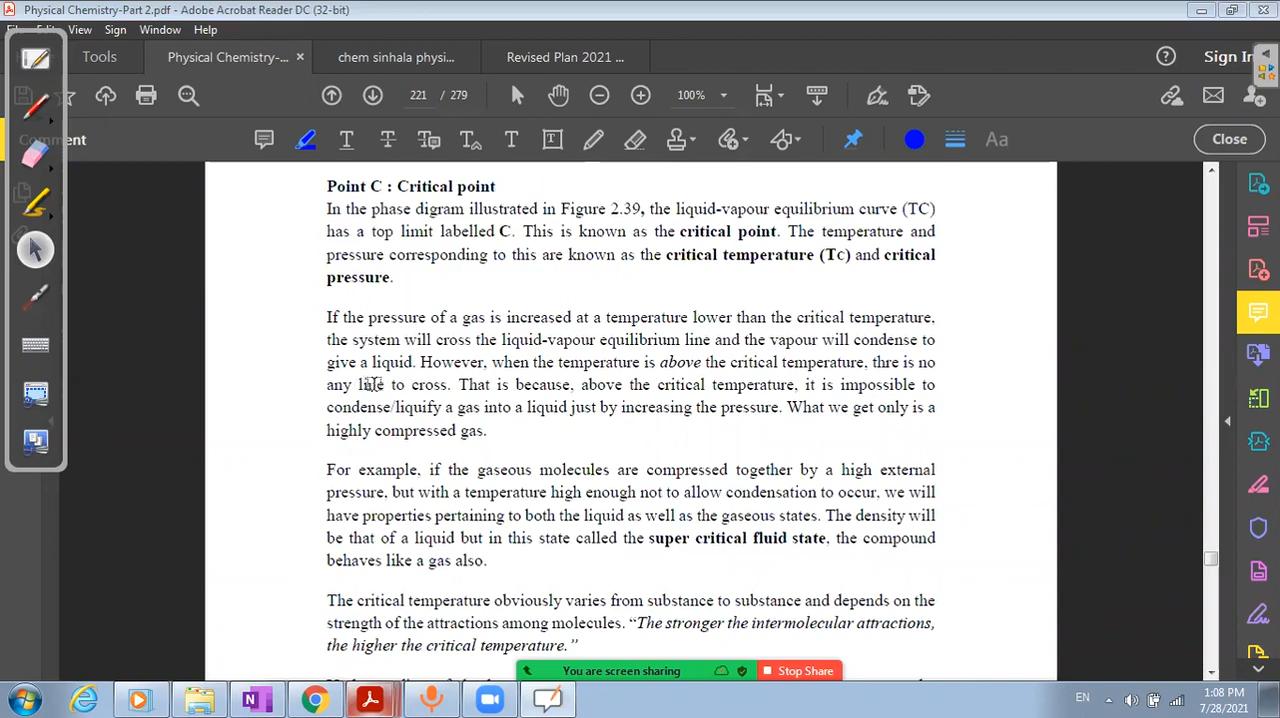 Physical Chemistry-Part 2.pdf - Adobe Acrobat Reader DC (32-bit)
View Sign Window Help
Tools Physical Chemistry-... × chem sinhala physi... Revised Plan 2021 ... Sign In
221 / 279 100%
Comment Close
Point C : Critical point
In the phase digram illustrated in Figure 2.39, the liquid-vapour equilibrium curve (TC)
has a top limit labelled C. This is known as the critical point. The temperature and
pressure corresponding to this are known as the critical temperature (TC) and critical
pressure.
If the pressure of a gas is increased at a temperature lower than the critical temperature,
the system will cross the liquid-vapour equilibrium line and the vapour will condense to
give a liquid. However, when the temperature is above the critical temperature, thre is no
any line to cross. That is because, above the critical temperature, it is impossible to
condense/liquify a gas into a liquid just by increasing the pressure. What we get only is a
highly compressed gas.
For example, if the gaseous molecules are compressed together by a high external
pressure, but with a temperature high enough not to allow condensation to occur, we will
have properties pertaining to both the liquid as well as the gaseous states. The density will
be that of a liquid but in this state called the super critical fluid state, the compound
behaves like a gas also.
The critical temperature obviously varies from substance to substance and depends on the
strength of the attractions among molecules. “The stronger the intermolecular attractions,
the higher the critical temperature.”
You are screen sharing Stop Share
EN 1:08 PM
7/28/2021